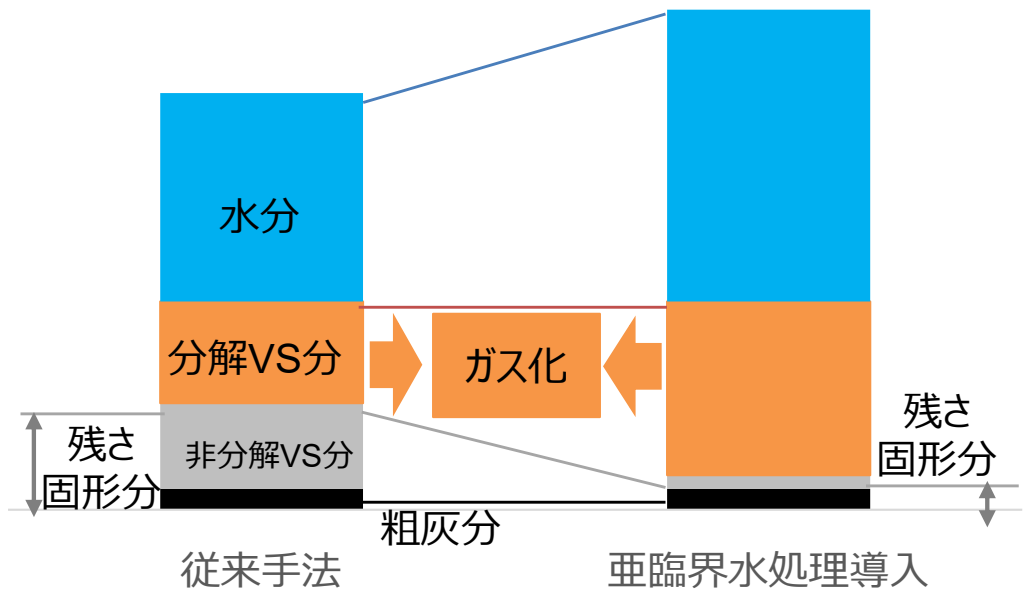 水分
分解VS分
ガス化
非分解VS分
残さ
固形分
残さ
固形分
粗灰分
従来手法
亜臨界水処理導入